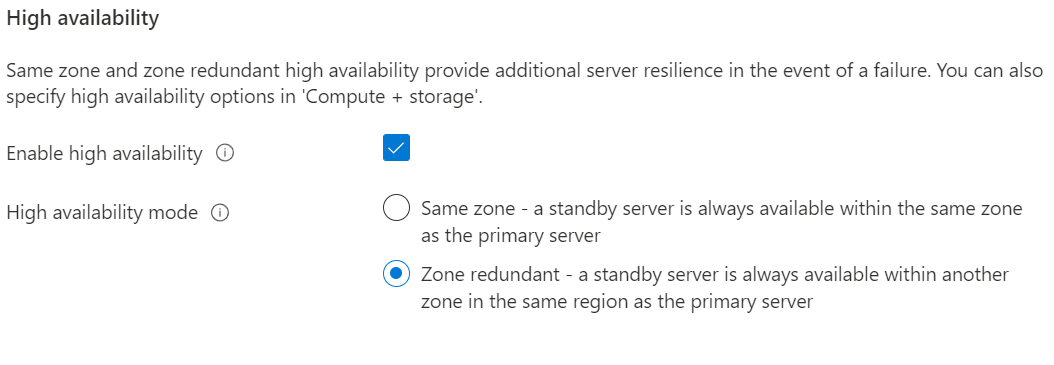 High availability
Same zone and zone redundant high availability provide additional server resilience in the event of a failure. You can also
specify high availability options in 'Compute + storage'.
Enable high availability
High availability mode
Same zone - a standby server is always available within the same zone
as the primary server
Zone redundant - a standby server is always available within another
zone in the same region as the primary server